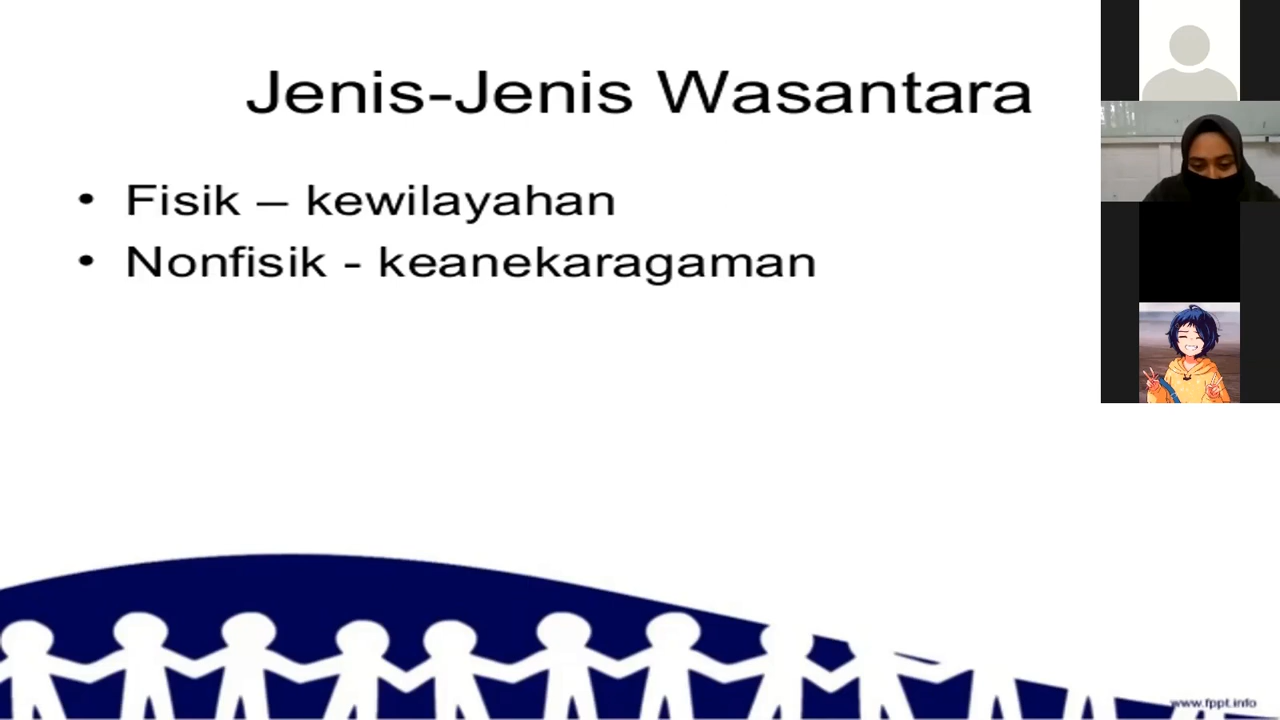 Jenis-Jenis Wasantara
• Fisik – kewilayahan
• Nonfisik - keanekaragaman
www.fppt.info